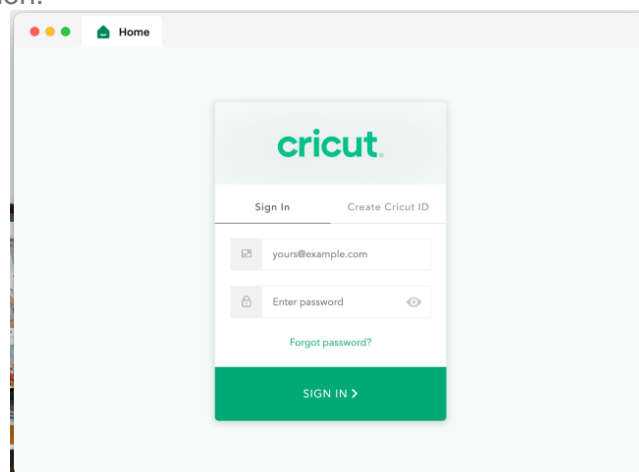 Home
cricut
Sign In
Create Cricut ID
yours@example.com
Enter password
Forgot password?
SIGN IN >